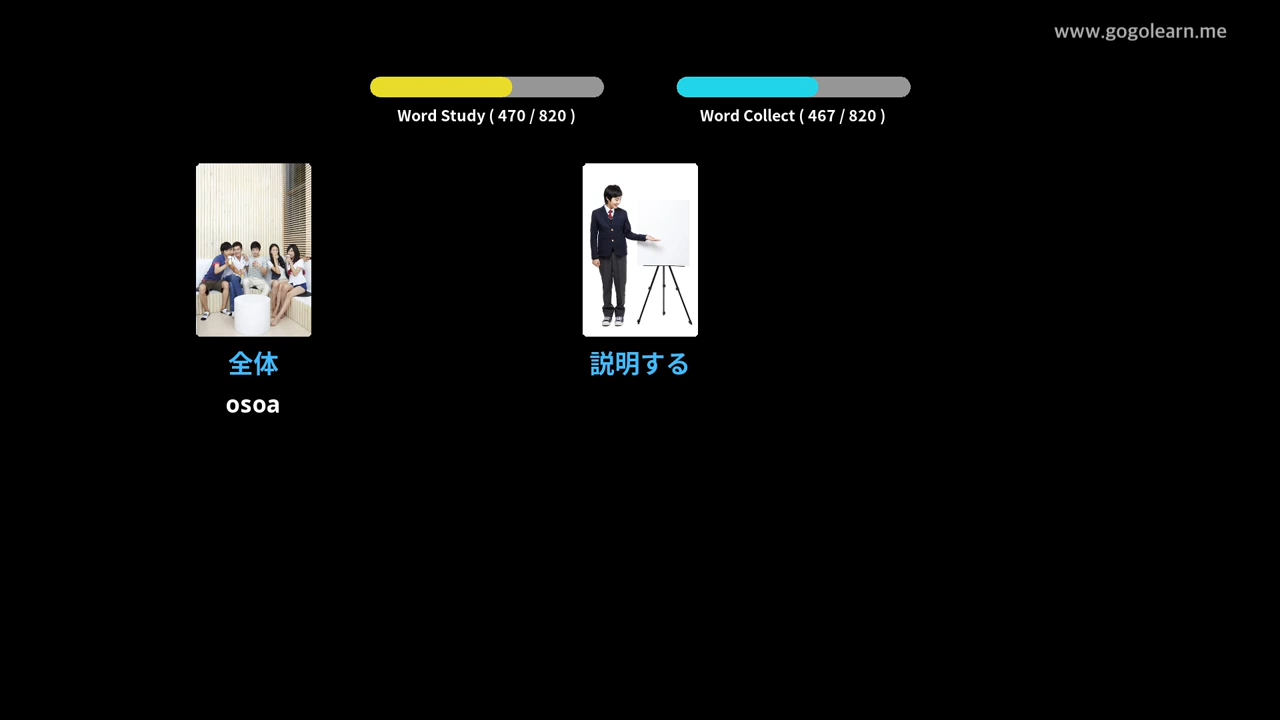 www.gogolearn.me
Word Study ( 470 / 820 )
Word Collect ( 467 / 820 )
全体
説明する
osoa